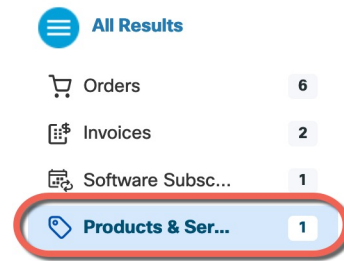 All Results
Orders 6
Invoices 2
Software Subsc... 1
Products & Ser... 1